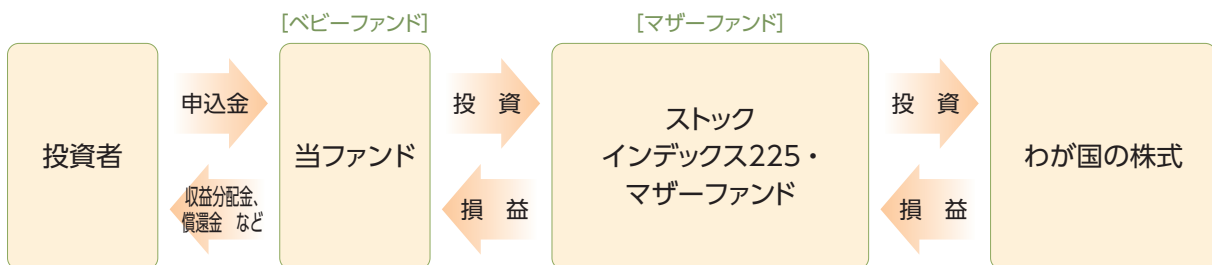 [ベビーファンド]
[マザーファンド]
投資者
申込金
収益分配金、
償還金 など
当ファンド
投 資
損 益
ストック
インデックス225・
マザーファンド
投 資
損 益
わが国の株式